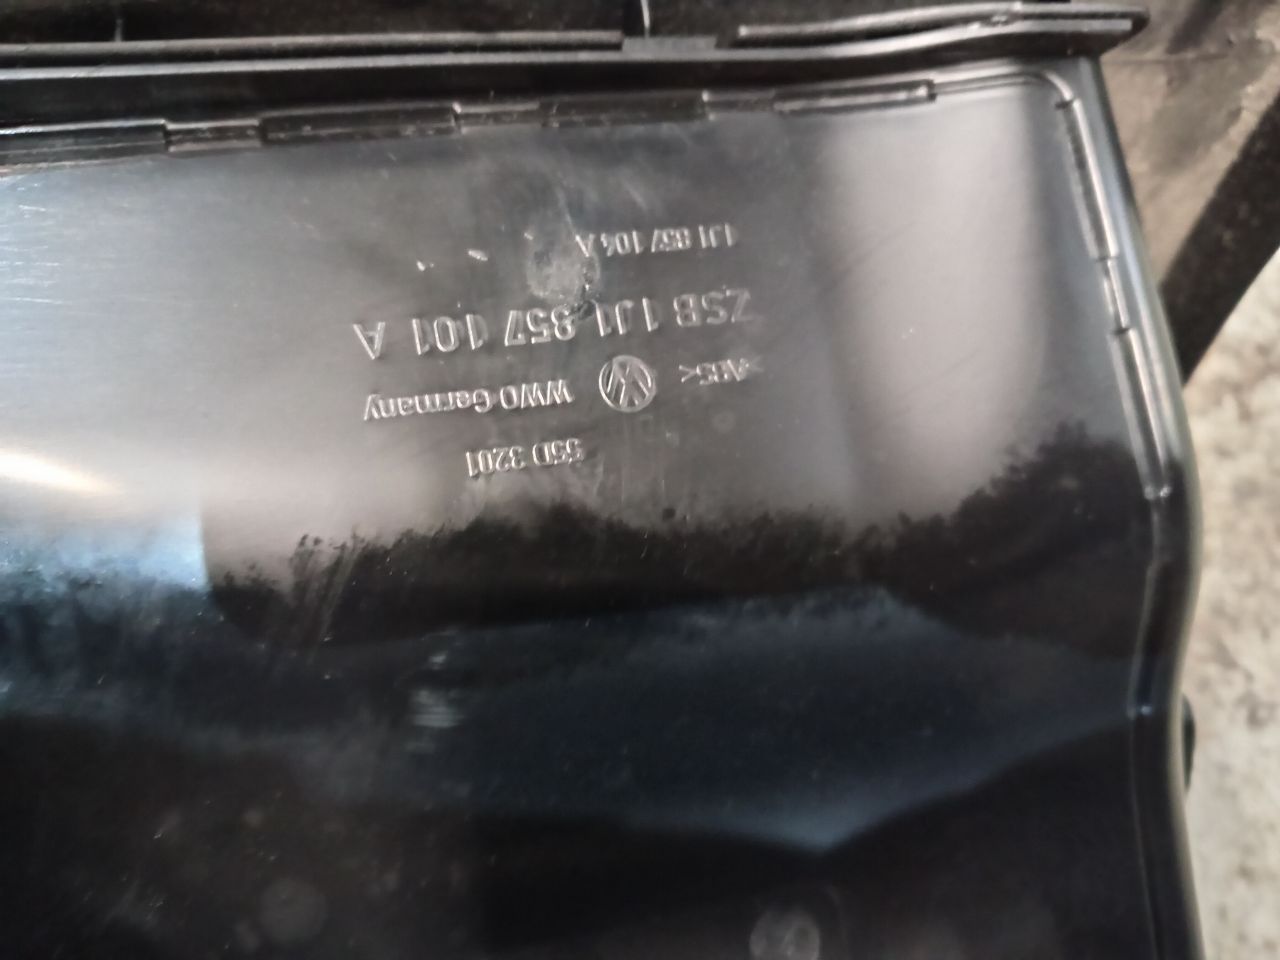 55D 3201
>ABS< WWO Germany
ZSB 1J1 857 101 A
1J1 857 104 A